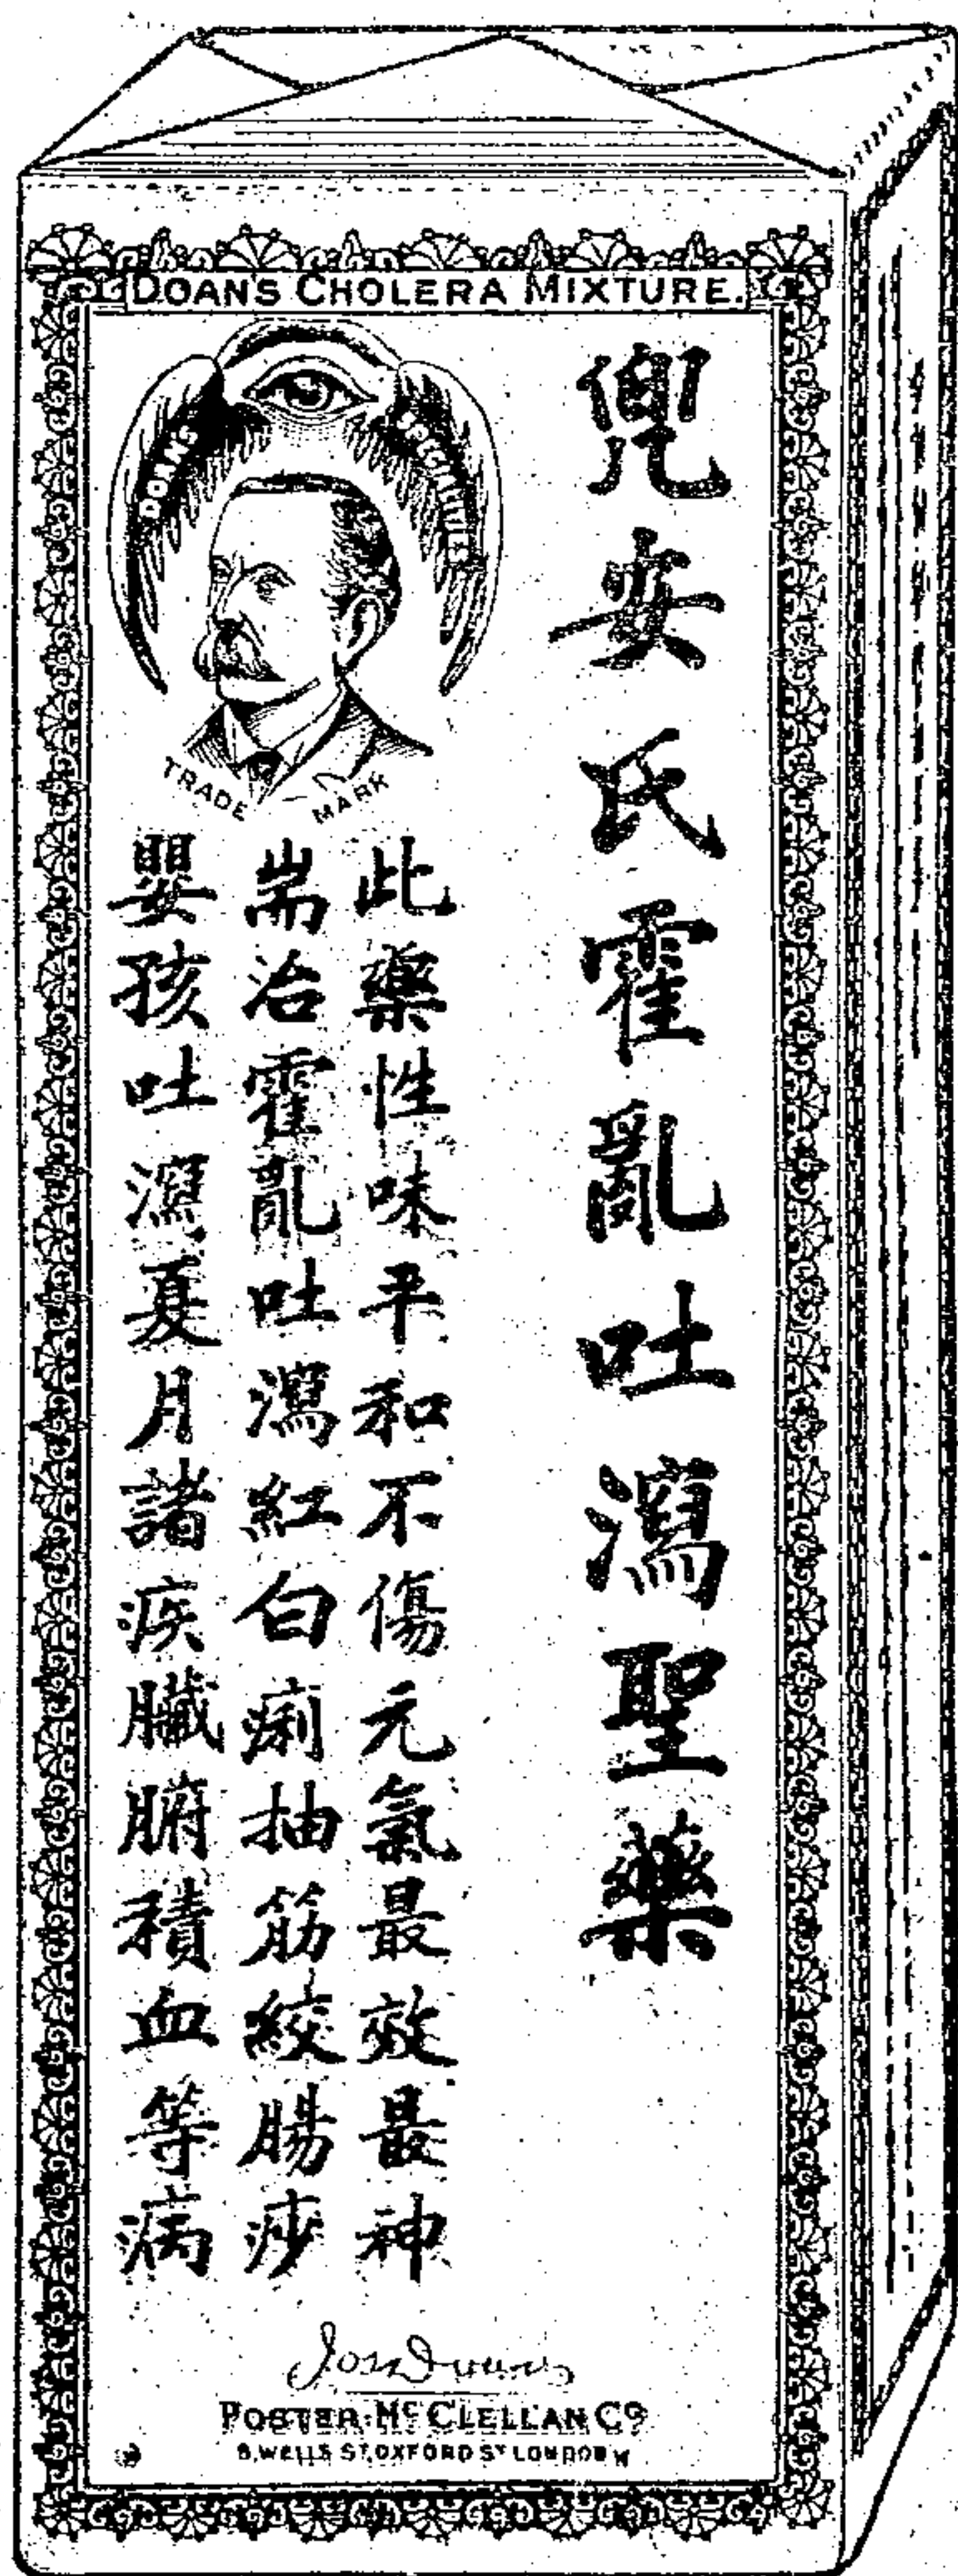 DOAN'S CHOLERA MIXTURE.
兜安氏霍亂吐瀉聖藥
DOAN'S
TRADE MARK
此藥性味平和不傷元氣最效最神
耑治霍亂吐瀉紅白痢抽筋絞腸痧
嬰孩吐瀉夏月諸疾臟腑積血等病
FOSTER-McCLELLAN Co
8, WELLS ST, OXFORD ST LONDON W